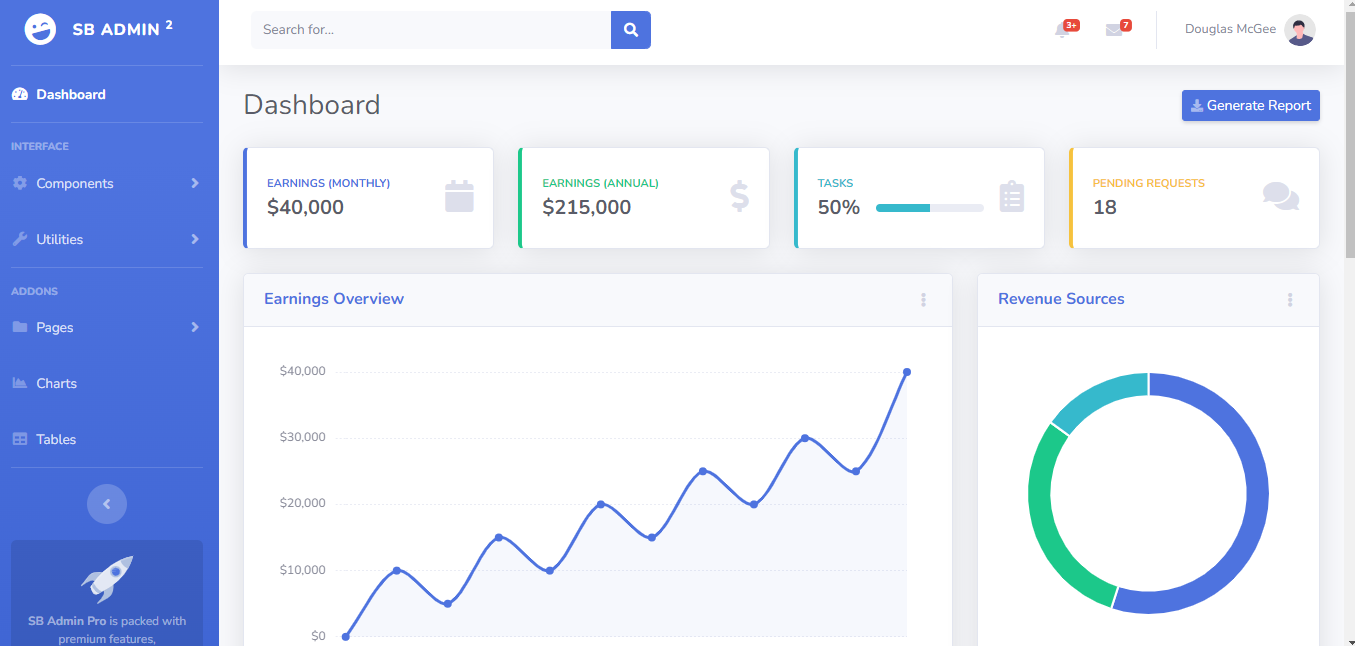 SB ADMIN 2
Search for...
3+
7
Douglas McGee
Dashboard
INTERFACE
Components
Utilities
ADDONS
Pages
Charts
Tables
SB Admin Pro is packed with
premium features,
Dashboard
Generate Report
EARNINGS (MONTHLY)
$40,000
EARNINGS (ANNUAL)
$215,000
TASKS
50%
PENDING REQUESTS
18
Earnings Overview
$40,000
$30,000
$20,000
$10,000
$0
Revenue Sources